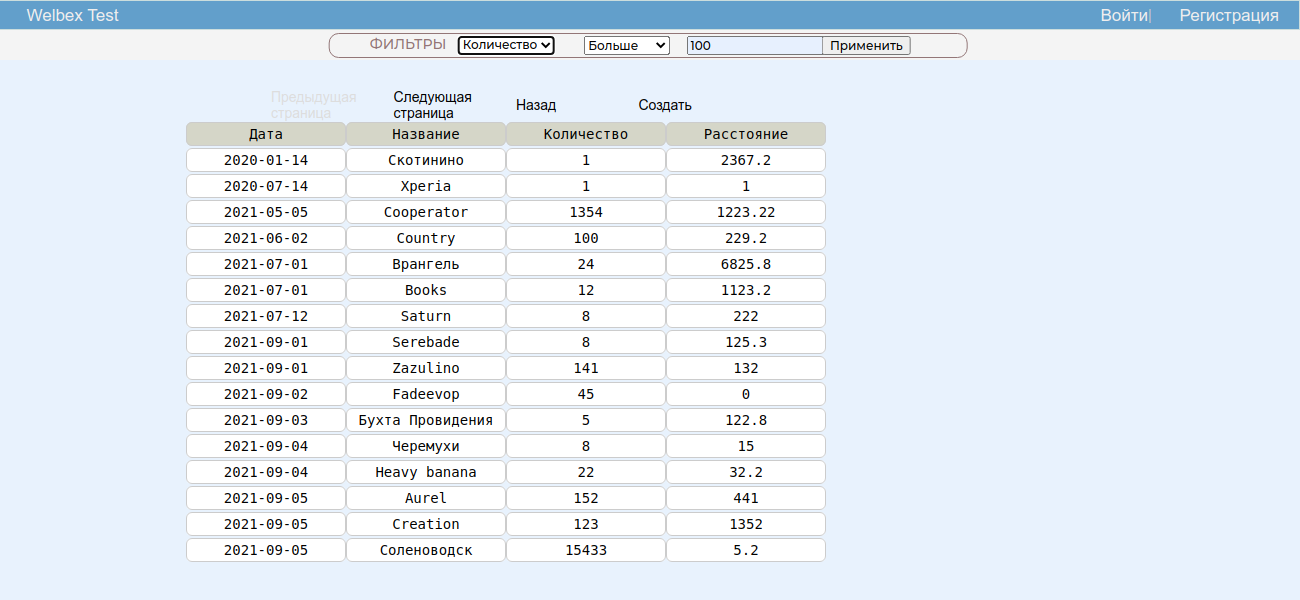 Welbex Test Войти| Регистрация
ФИЛЬТРЫ Количество Больше 100 Применить
Предыдущая страница Следующая страница Назад Создать
Дата Название Количество Расстояние
2020-01-14 Скотинино 1 2367.2
2020-07-14 Xperia 1 1
2021-05-05 Cooperator 1354 1223.22
2021-06-02 Country 100 229.2
2021-07-01 Врангель 24 6825.8
2021-07-01 Books 12 1123.2
2021-07-12 Saturn 8 222
2021-09-01 Serebade 8 125.3
2021-09-01 Zazulino 141 132
2021-09-02 Fadeevop 45 0
2021-09-03 Бухта Провидения 5 122.8
2021-09-04 Черемухи 8 15
2021-09-04 Heavy banana 22 32.2
2021-09-05 Aurel 152 441
2021-09-05 Creation 123 1352
2021-09-05 Соленоводск 15433 5.2